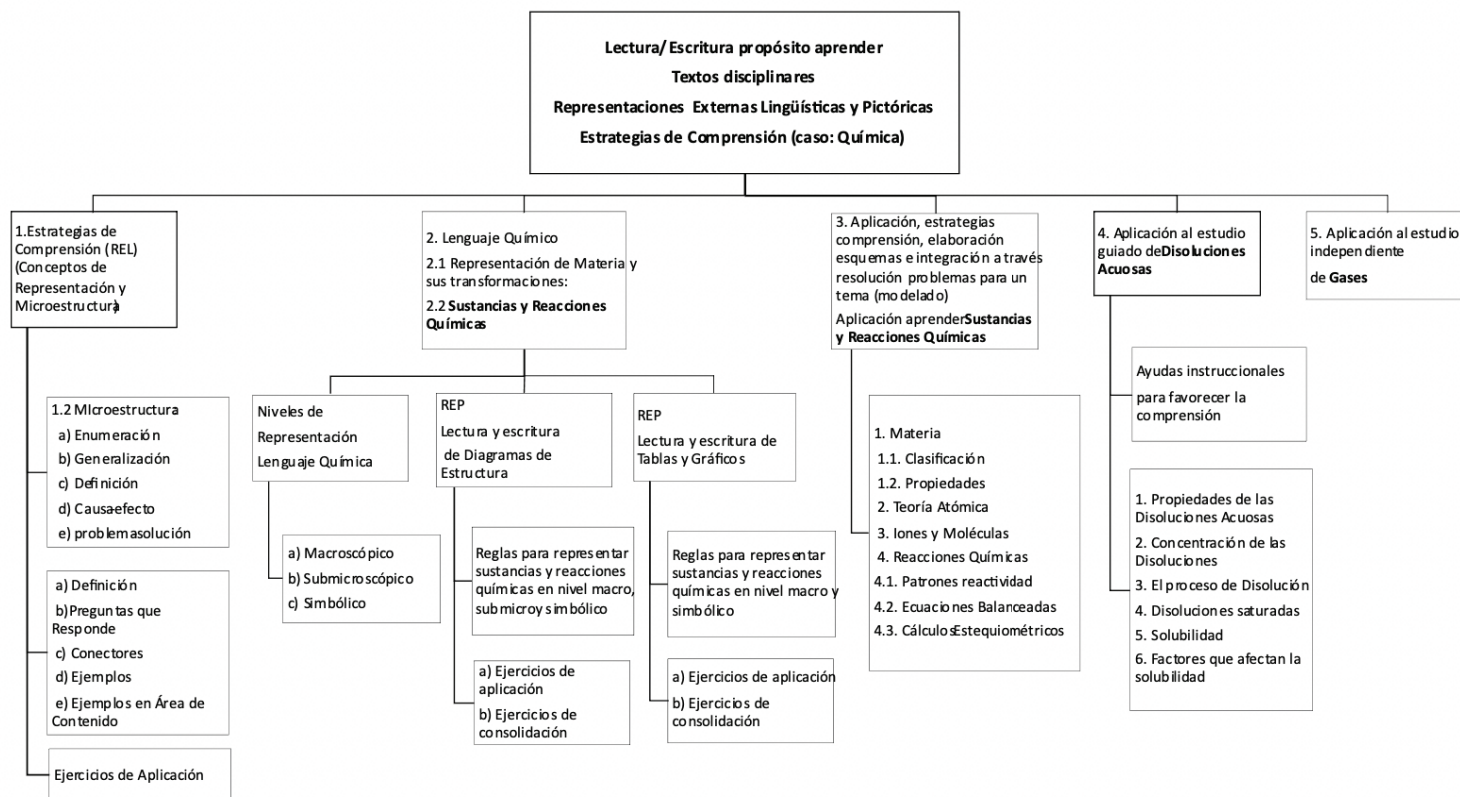 Lectura/Escritura propósito aprender
Textos disciplinares
Representaciones Externas Lingüísticas y Pictóricas
Estrategias de Comprensión (caso: Química)
1.Estrategias de
Comprensión (REL)
(Conceptos de
Representación y
Microestructura)
1.2 MIcroestructura
a) Enumeración
b) Generalización
c) Definición
d) Causaefecto
e) problemasolución
a) Definición
b)Preguntas que
Responde
c) Conectores
d) Ejemplos
e) Ejemplos en Área de
Contenido
Ejercicios de Aplicación
2. Lenguaje Químico
2.1 Representación de Materia y
sus transformaciones:
2.2 Sustancias y Reacciones
Químicas
Niveles de
Representación
Lenguaje Química
a) Macroscópico
b) Submicroscópico
c) Simbólico
REP
Lectura y escritura
de Diagramas de
Estructura
Reglas para representar
sustancias y reacciones
químicas en nivel macro,
submicro y simbólico
a) Ejercicios de
aplicación
b) Ejercicios de
consolidación
REP
Lectura y escritura de
Tablas y Gráficos
Reglas para representar
sustancias y reacciones
químicas en nivel macro y
simbólico
a) Ejercicios de aplicación
b) Ejercicios de
consolidación
3. Aplicación, estrategias
comprensión, elaboración
esquemas e integración a través
resolución problemas para un
tema (modelado)
Aplicación aprender Sustancias
y Reacciones Químicas
1. Materia
1.1. Clasificación
1.2. Propiedades
2. Teoría Atómica
3. Iones y Moléculas
4. Reacciones Químicas
4.1. Patrones reactividad
4.2. Ecuaciones Balanceadas
4.3. Cálculos Estequiométricos
4. Aplicación al estudio
guiado de Disoluciones
Acuosas
Ayudas instruccionales
para favorecer la
comprensión
1. Propiedades de las
Disoluciones Acuosas
2. Concentración de las
Disoluciones
3. El proceso de Disolución
4. Disoluciones saturadas
5. Solubilidad
6. Factores que afectan la
solubilidad
5. Aplicación al estudio
independiente
de Gases